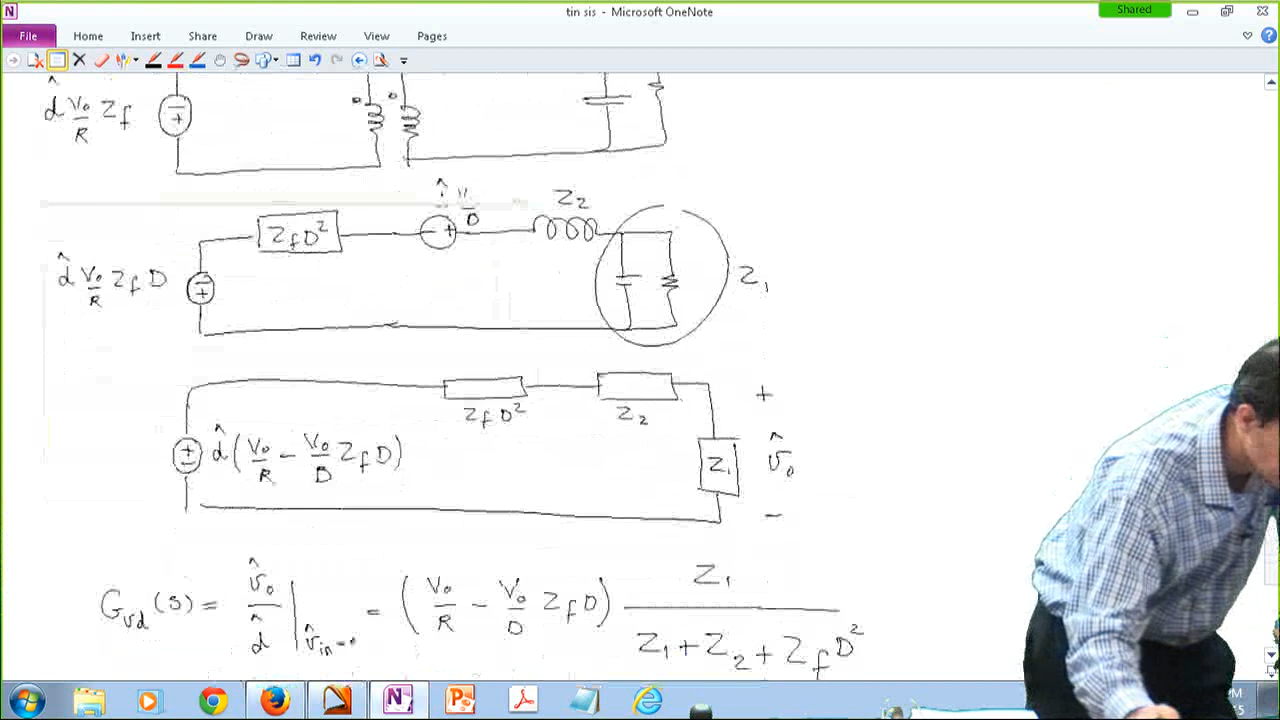 tin sis - Microsoft OneNote
Shared
File Home Insert Share Draw Review View Pages
d̂ V₀/R Z_f
V/D Z₂
Z_f D²
d̂ V₀/R Z_f D
Z₁
+
Z_f D² Z₂
d̂ (V₀/R − V₀/D Z_f D)
Z₁ v̂₀
−
G_vd(s) = v̂₀/d̂ | v̂_in=0 = (V₀/R − V₀/D Z_f D) Z₁/(Z₁ + Z₂ + Z_f D²)